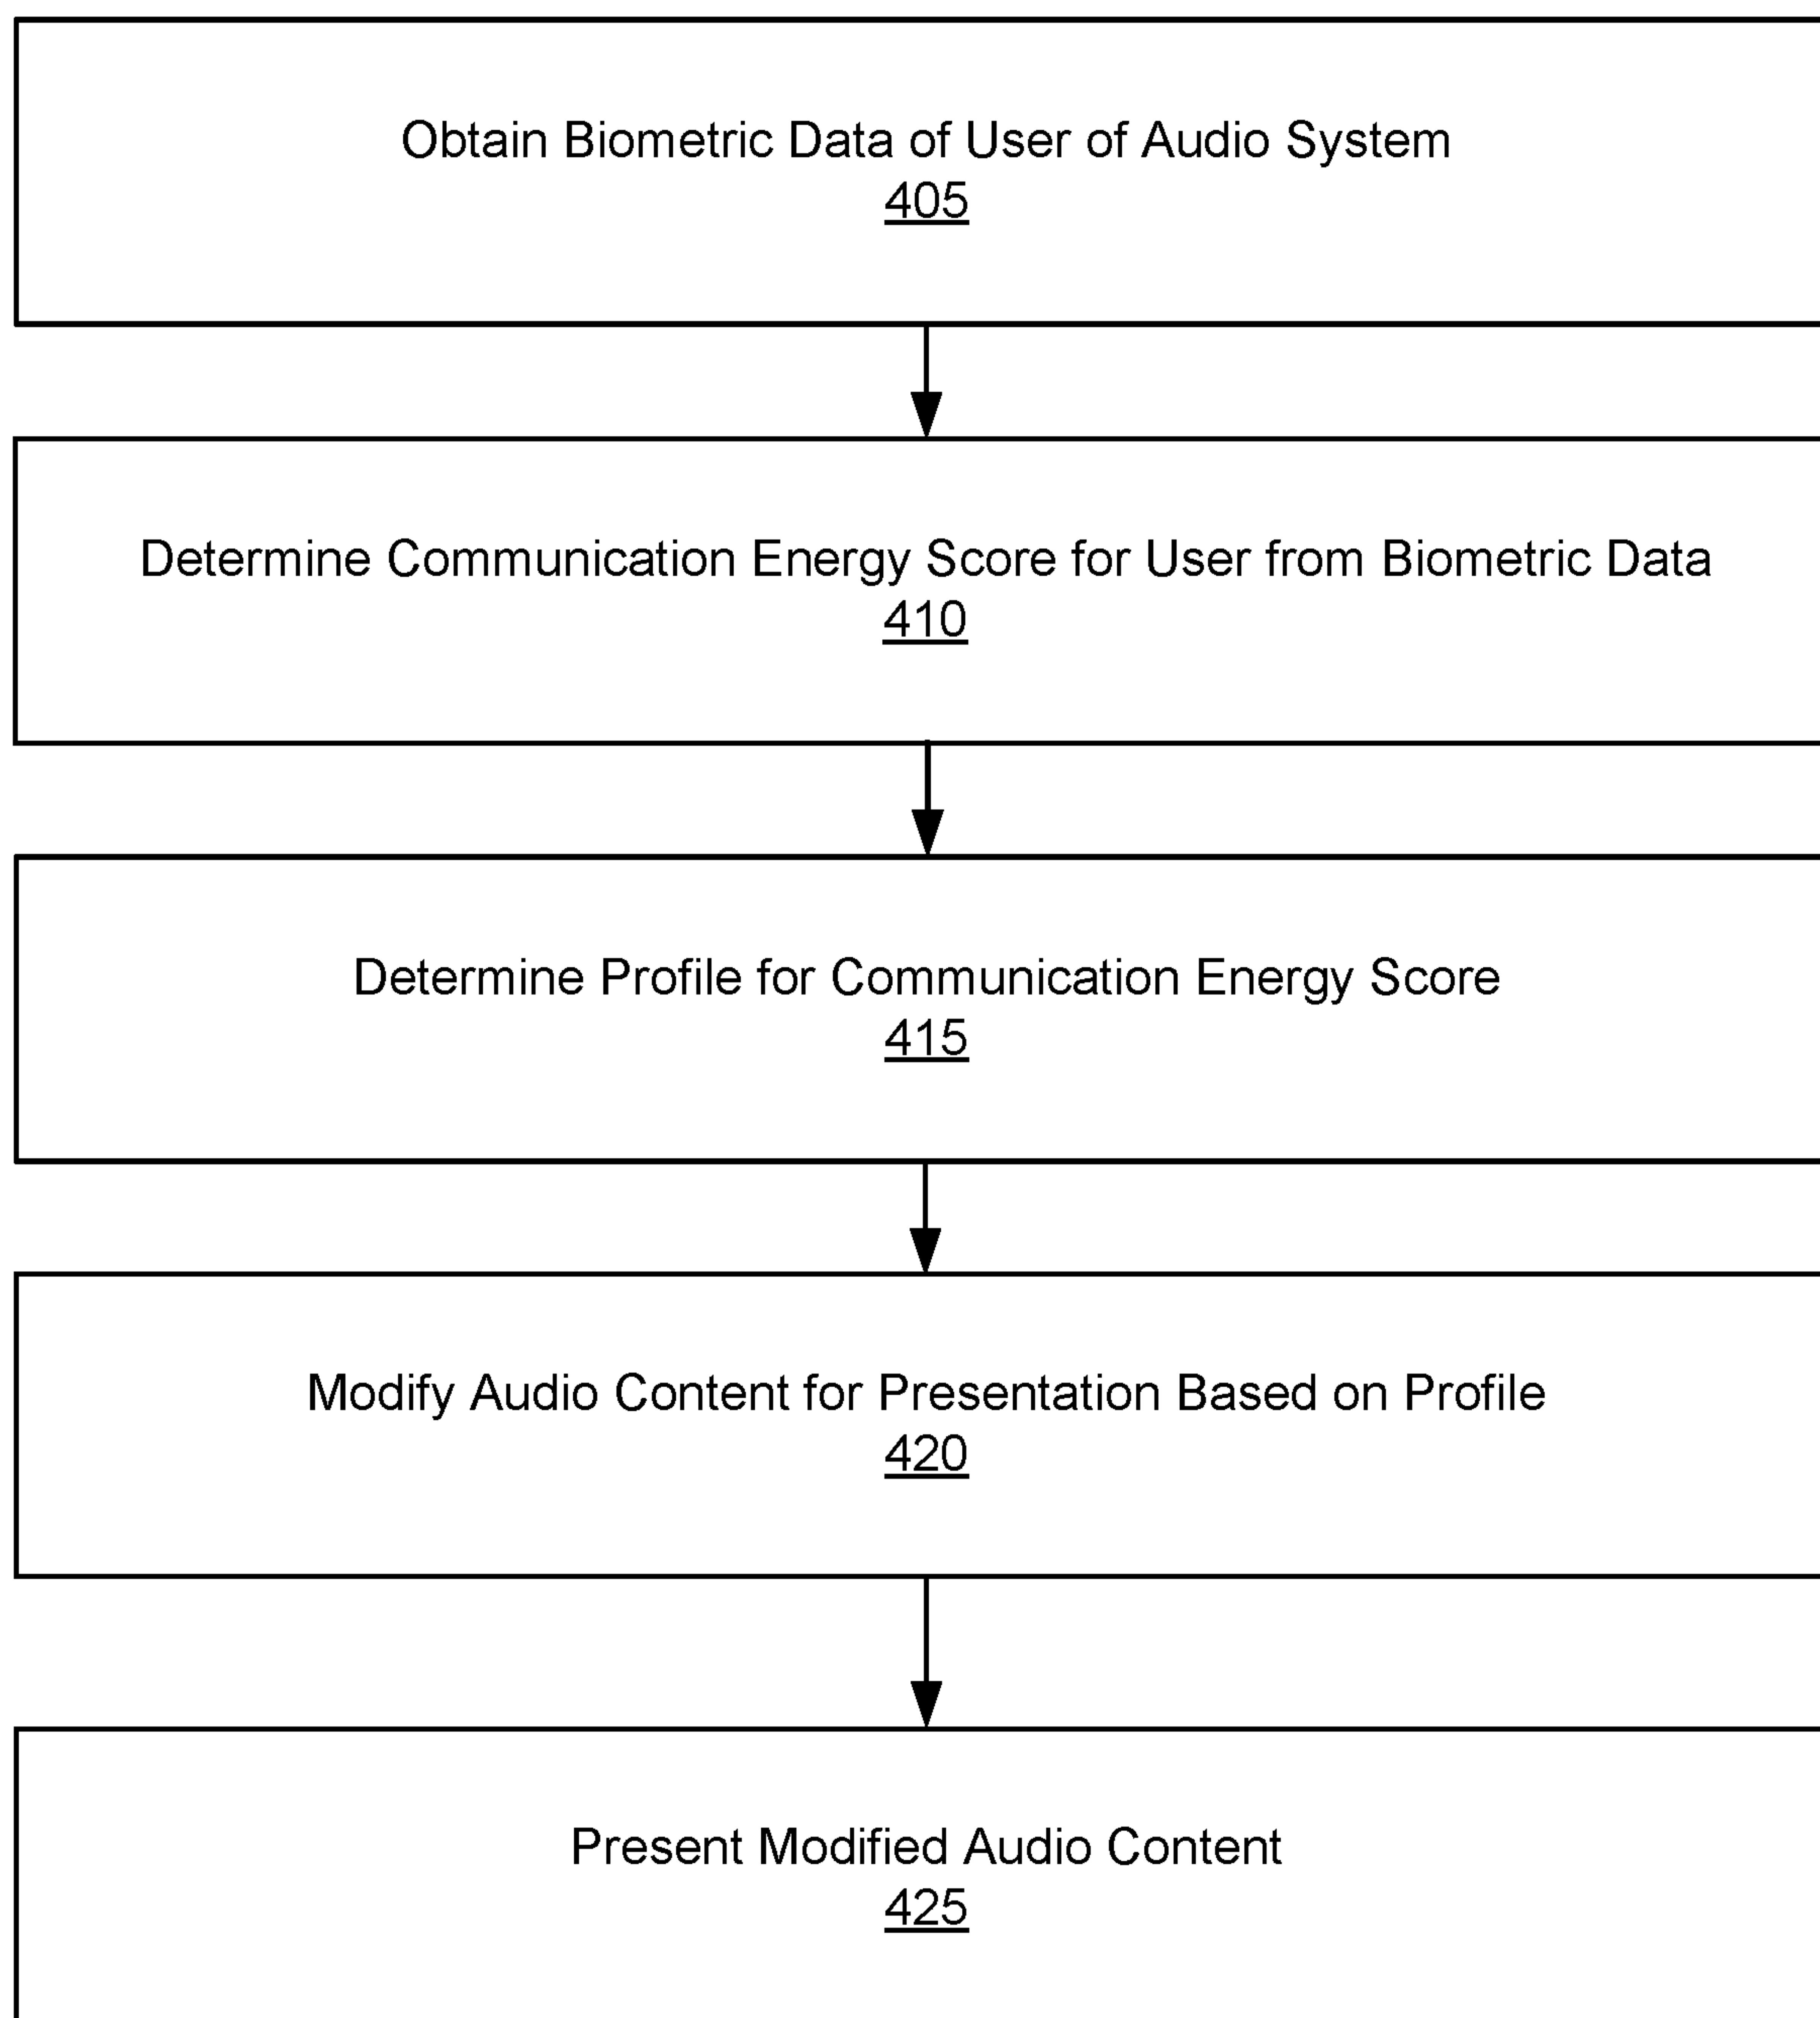 Obtain Biometric Data of User of Audio System
405
Determine Communication Energy Score for User from Biometric Data
410
Determine Profile for Communication Energy Score
415
Modify Audio Content for Presentation Based on Profile
420
Present Modified Audio Content
425